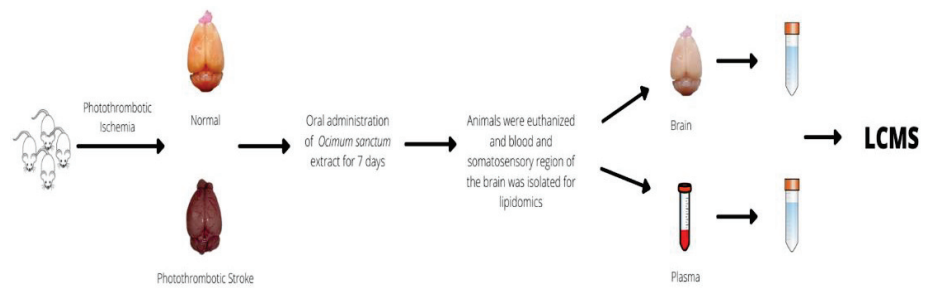 Photothrombotic
Ischemia
Normal
Photothrombotic Stroke
Oral administration
of Ocimum sanctum
extract for 7 days
Animals were euthanized
and blood and
somatosensory region of
the brain was isolated for
lipidomics
Brain
Plasma
LCMS